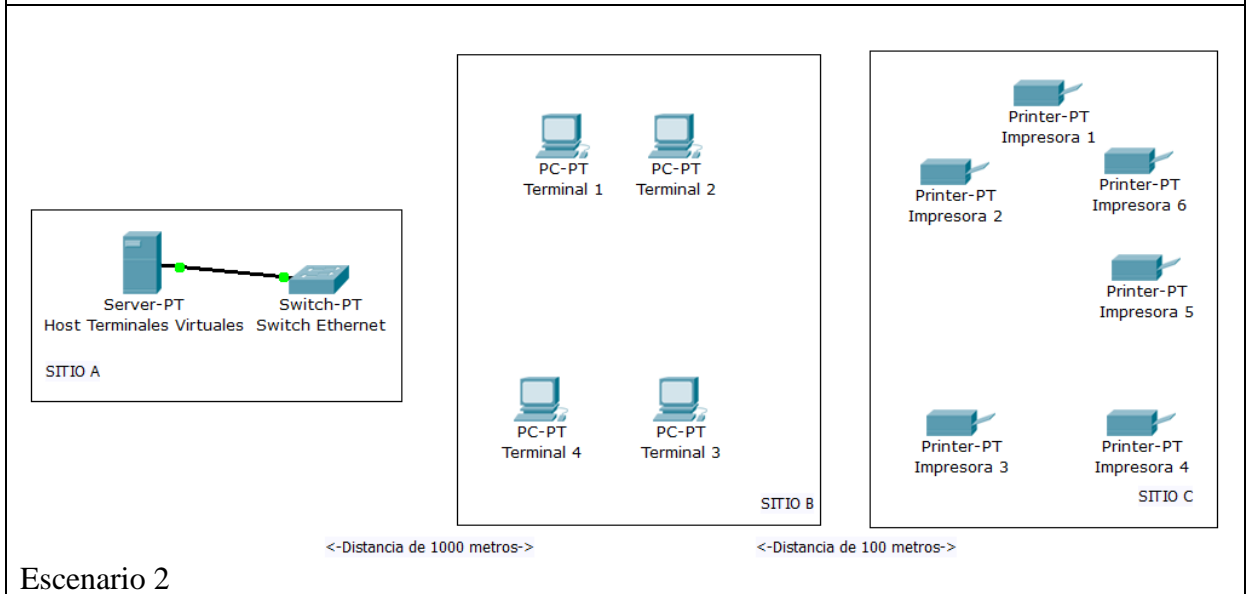 Server-PT
Host Terminales Virtuales
Switch-PT
Switch Ethernet
SITIO A
PC-PT
Terminal 1
PC-PT
Terminal 2
PC-PT
Terminal 4
PC-PT
Terminal 3
SITIO B
Printer-PT
Impresora 1
Printer-PT
Impresora 2
Printer-PT
Impresora 6
Printer-PT
Impresora 5
Printer-PT
Impresora 3
Printer-PT
Impresora 4
SITIO C
<-Distancia de 1000 metros->
<-Distancia de 100 metros->
Escenario 2